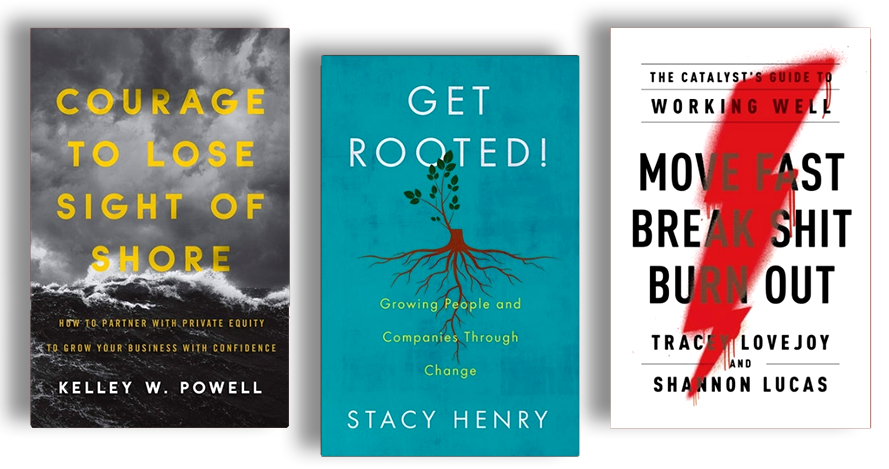 COURAGE
TO LOSE
SIGHT OF
SHORE
HOW TO PARTNER WITH PRIVATE EQUITY
TO GROW YOUR BUSINESS WITH CONFIDENCE
KELLEY W. POWELL
GET
ROOTED!
Growing People and
Companies Through
Change
STACY HENRY
THE CATALYST'S GUIDE TO
WORKING WELL
MOVE FAST
BREAK SHIT
BURN OUT
TRACEY LOVEJOY
AND
SHANNON LUCAS